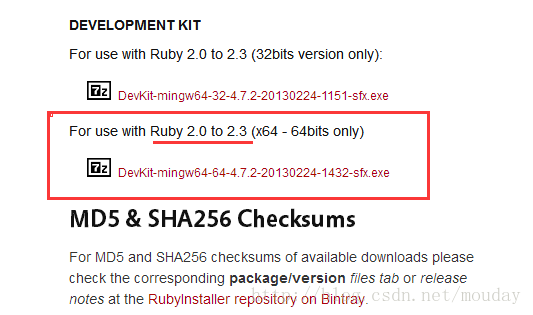 DEVELOPMENT KIT
For use with Ruby 2.0 to 2.3 (32bits version only):
7z DevKit-mingw64-32-4.7.2-20130224-1151-sfx.exe
For use with Ruby 2.0 to 2.3 (x64 - 64bits only)
7z DevKit-mingw64-64-4.7.2-20130224-1432-sfx.exe
MD5 & SHA256 Checksums
For MD5 and SHA256 checksums of available downloads please
check the corresponding package/version files tab or release
notes at the RubyInstaller repository on Bintray.
http://blog.csdn.net/mouday